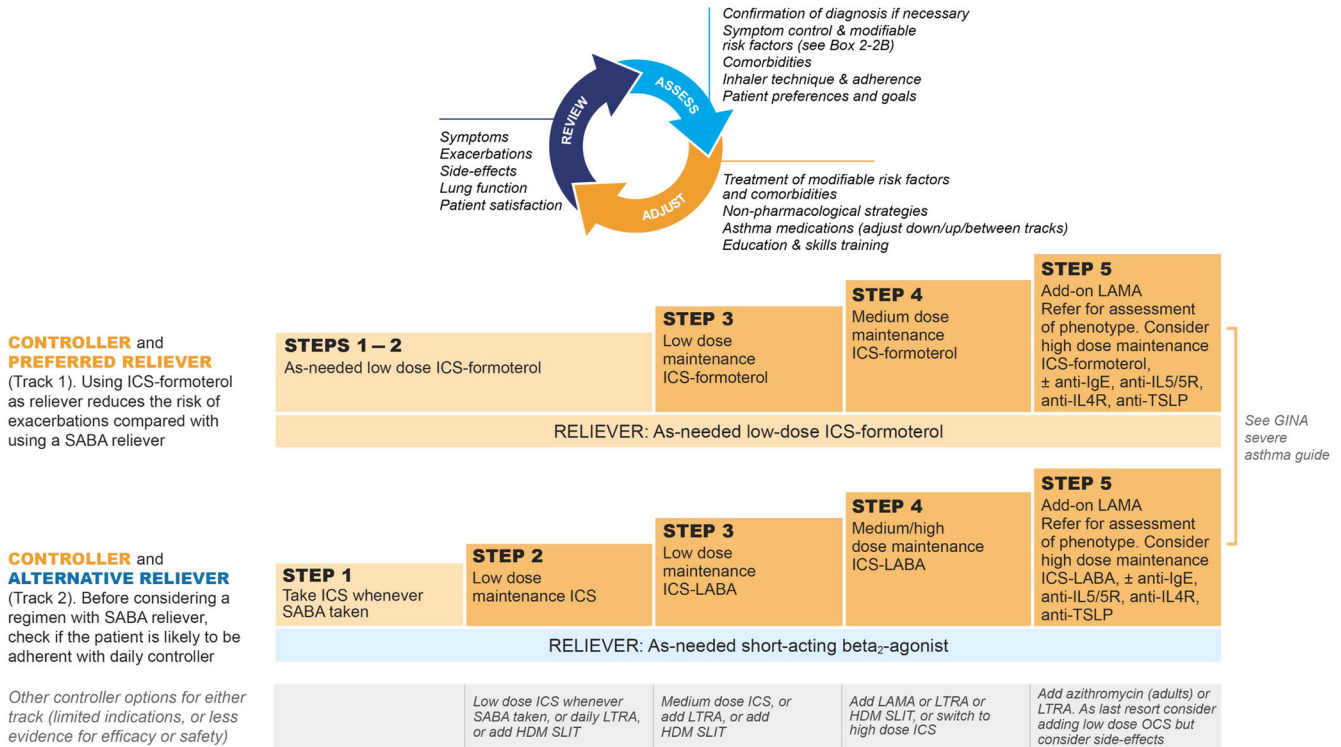 Confirmation of diagnosis if necessary
Symptom control & modifiable
risk factors (see Box 2-2B)
Comorbidities
Inhaler technique & adherence
Patient preferences and goals
ASSESS
REVIEW
ADJUST
Symptoms
Exacerbations
Side-effects
Lung function
Patient satisfaction
Treatment of modifiable risk factors
and comorbidities
Non-pharmacological strategies
Asthma medications (adjust down/up/between tracks)
Education & skills training
CONTROLLER and
PREFERRED RELIEVER
(Track 1). Using ICS-formoterol
as reliever reduces the risk of
exacerbations compared with
using a SABA reliever
STEPS 1 – 2
As-needed low dose ICS-formoterol
STEP 3
Low dose
maintenance
ICS-formoterol
STEP 4
Medium dose
maintenance
ICS-formoterol
STEP 5
Add-on LAMA
Refer for assessment
of phenotype. Consider
high dose maintenance
ICS-formoterol,
± anti-IgE, anti-IL5/5R,
anti-IL4R, anti-TSLP
RELIEVER: As-needed low-dose ICS-formoterol
See GINA
severe
asthma guide
CONTROLLER and
ALTERNATIVE RELIEVER
(Track 2). Before considering a
regimen with SABA reliever,
check if the patient is likely to be
adherent with daily controller
STEP 1
Take ICS whenever
SABA taken
STEP 2
Low dose
maintenance ICS
STEP 3
Low dose
maintenance
ICS-LABA
STEP 4
Medium/high
dose maintenance
ICS-LABA
STEP 5
Add-on LAMA
Refer for assessment
of phenotype. Consider
high dose maintenance
ICS-LABA, ± anti-IgE,
anti-IL5/5R, anti-IL4R,
anti-TSLP
RELIEVER: As-needed short-acting beta₂-agonist
Other controller options for either
track (limited indications, or less
evidence for efficacy or safety)
Low dose ICS whenever
SABA taken, or daily LTRA,
or add HDM SLIT
Medium dose ICS, or
add LTRA, or add
HDM SLIT
Add LAMA or LTRA or
HDM SLIT, or switch to
high dose ICS
Add azithromycin (adults) or
LTRA. As last resort consider
adding low dose OCS but
consider side-effects